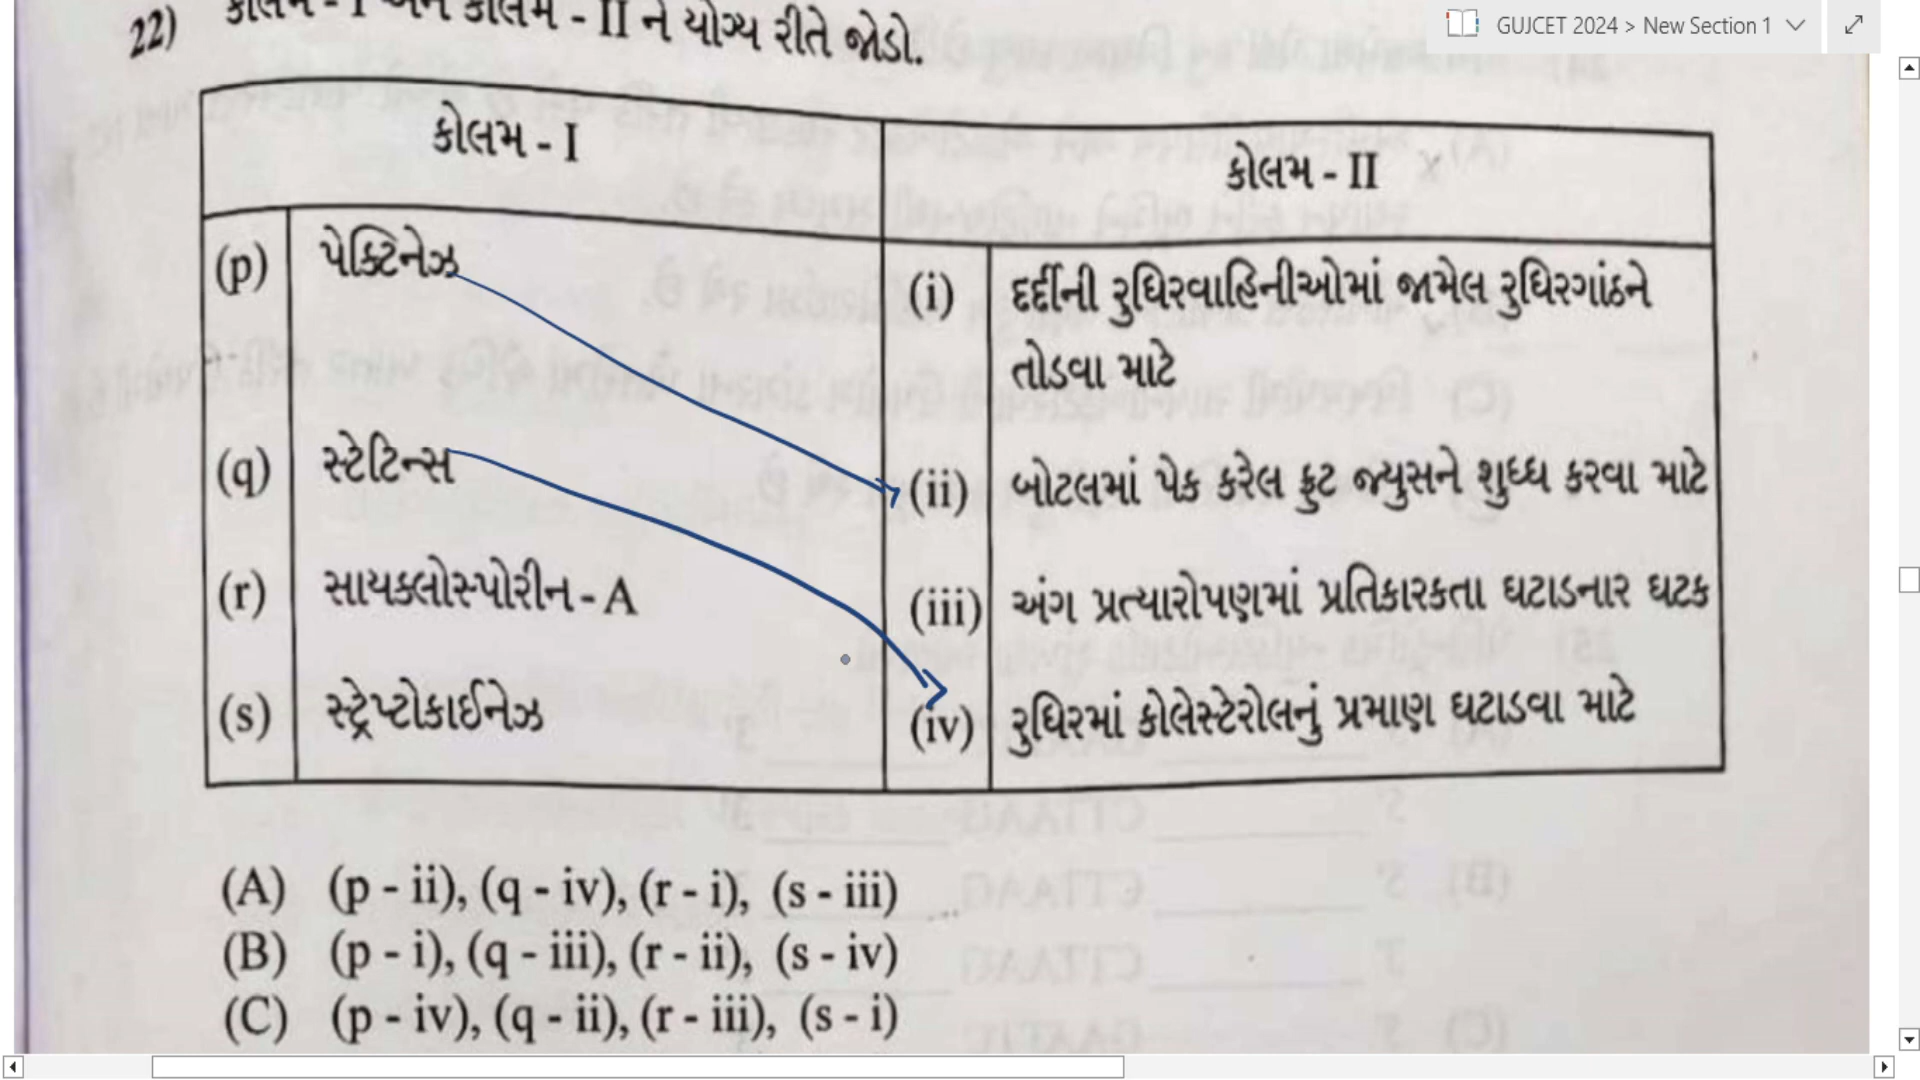 GUJCET 2024 > New Section 1
22) કોલમ - I અને કોલમ - II ને યોગ્ય રીતે જોડો.
કોલમ - I
કોલમ - II
(p) પેક્ટિનેઝ
(i) દર્દીની રુધિરવાહિનીઓમાં જામેલ રુધિરગાંઠને
તોડવા માટે
(q) સ્ટેટિન્સ
(ii) બોટલમાં પેક કરેલ ફ્રુટ જ્યુસને શુધ્ધ કરવા માટે
(r) સાયક્લોસ્પોરીન - A
(iii) અંગ પ્રત્યારોપણમાં પ્રતિકારકતા ઘટાડનાર ઘટક
(s) સ્ટ્રેપ્ટોકાઈનેઝ
(iv) રુધિરમાં કોલેસ્ટેરોલનું પ્રમાણ ઘટાડવા માટે
(A) (p - ii), (q - iv), (r - i), (s - iii)
(B) (p - i), (q - iii), (r - ii), (s - iv)
(C) (p - iv), (q - ii), (r - iii), (s - i)